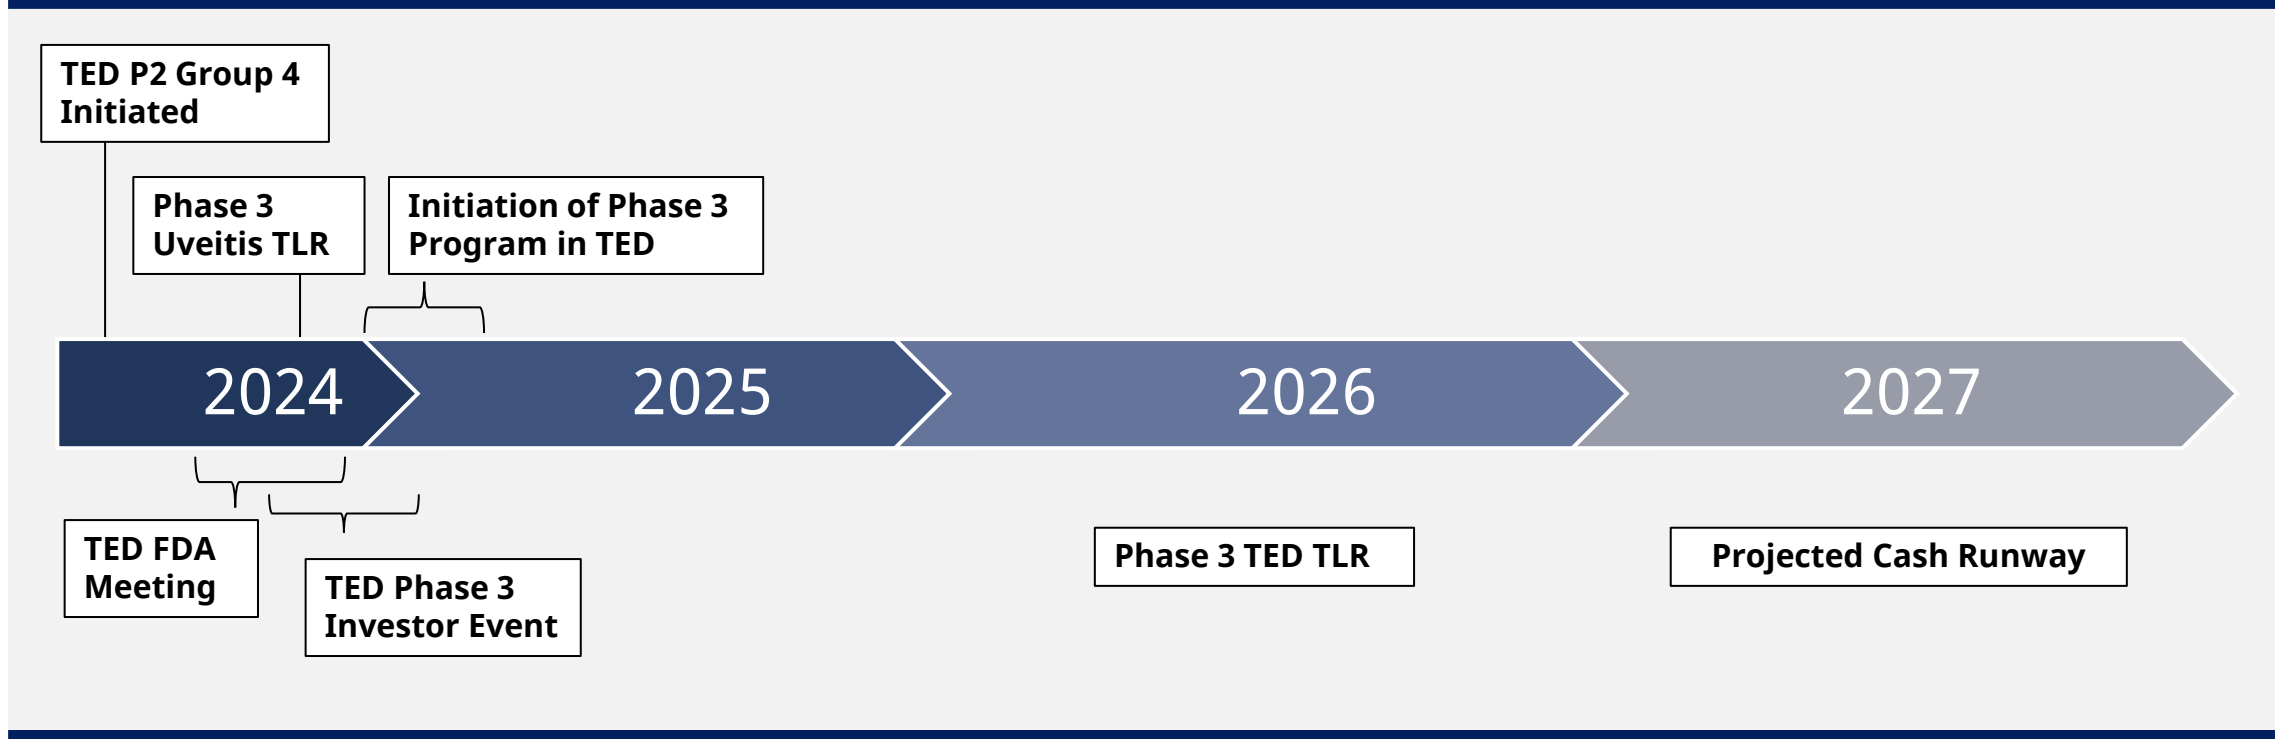 TED P2 Group 4
Initiated
Phase 3
Uveitis TLR
Initiation of Phase 3
Program in TED
2024
2025
2026
2027
TED FDA
Meeting
TED Phase 3
Investor Event
Phase 3 TED TLR
Projected Cash Runway